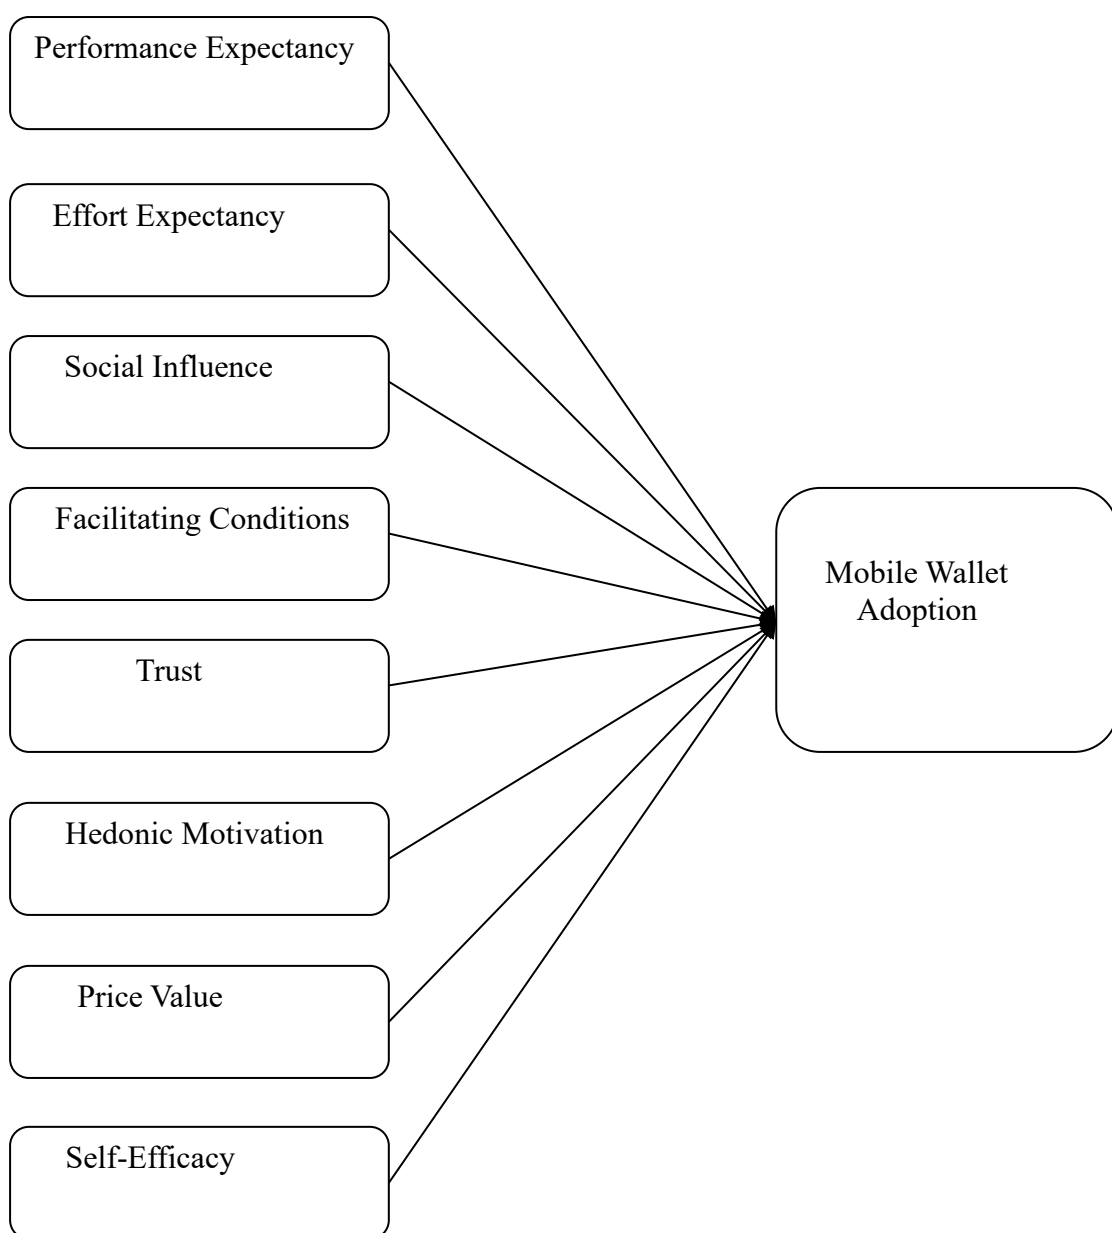 Performance Expectancy
Effort Expectancy
Social Influence
Facilitating Conditions
Mobile Wallet
Adoption
Trust
Hedonic Motivation
Price Value
Self-Efficacy